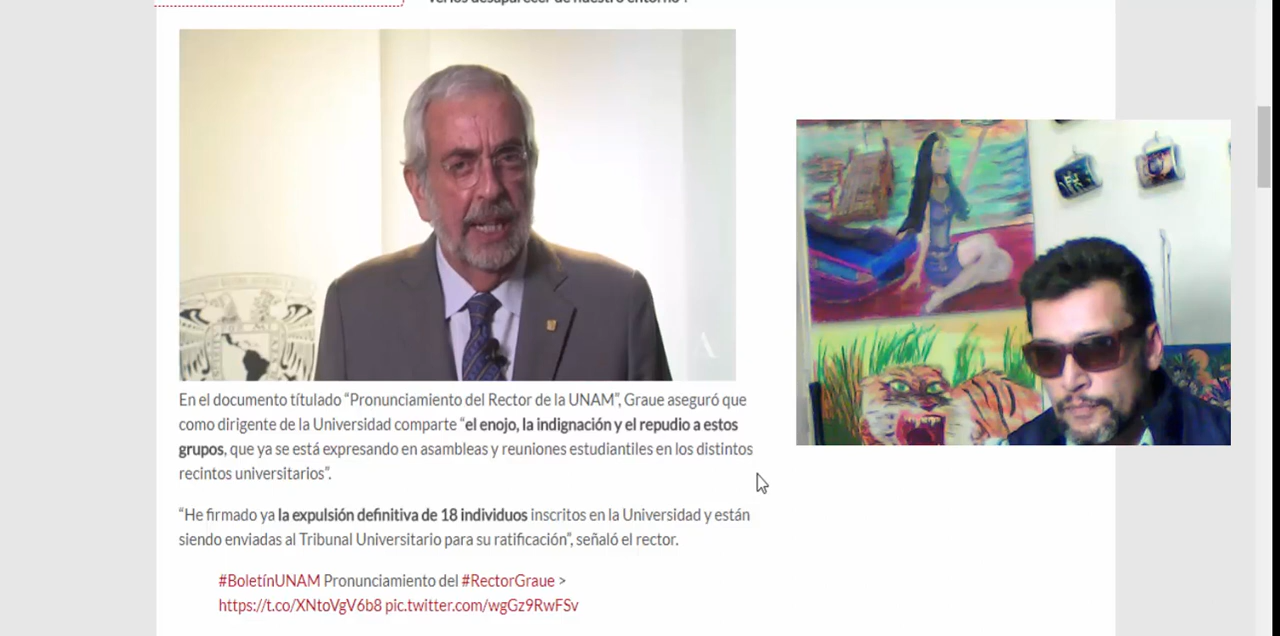 En el documento títulado “Pronunciamiento del Rector de la UNAM”, Graue aseguró que
como dirigente de la Universidad comparte “el enojo, la indignación y el repudio a estos
grupos, que ya se está expresando en asambleas y reuniones estudiantiles en los distintos
recintos universitarios”.
“He firmado ya la expulsión definitiva de 18 individuos inscritos en la Universidad y están
siendo enviadas al Tribunal Universitario para su ratificación”, señaló el rector.
#BoletínUNAM Pronunciamiento del #RectorGraue >
https://t.co/XNtoVgV6b8 pic.twitter.com/wgGz9RwFSv